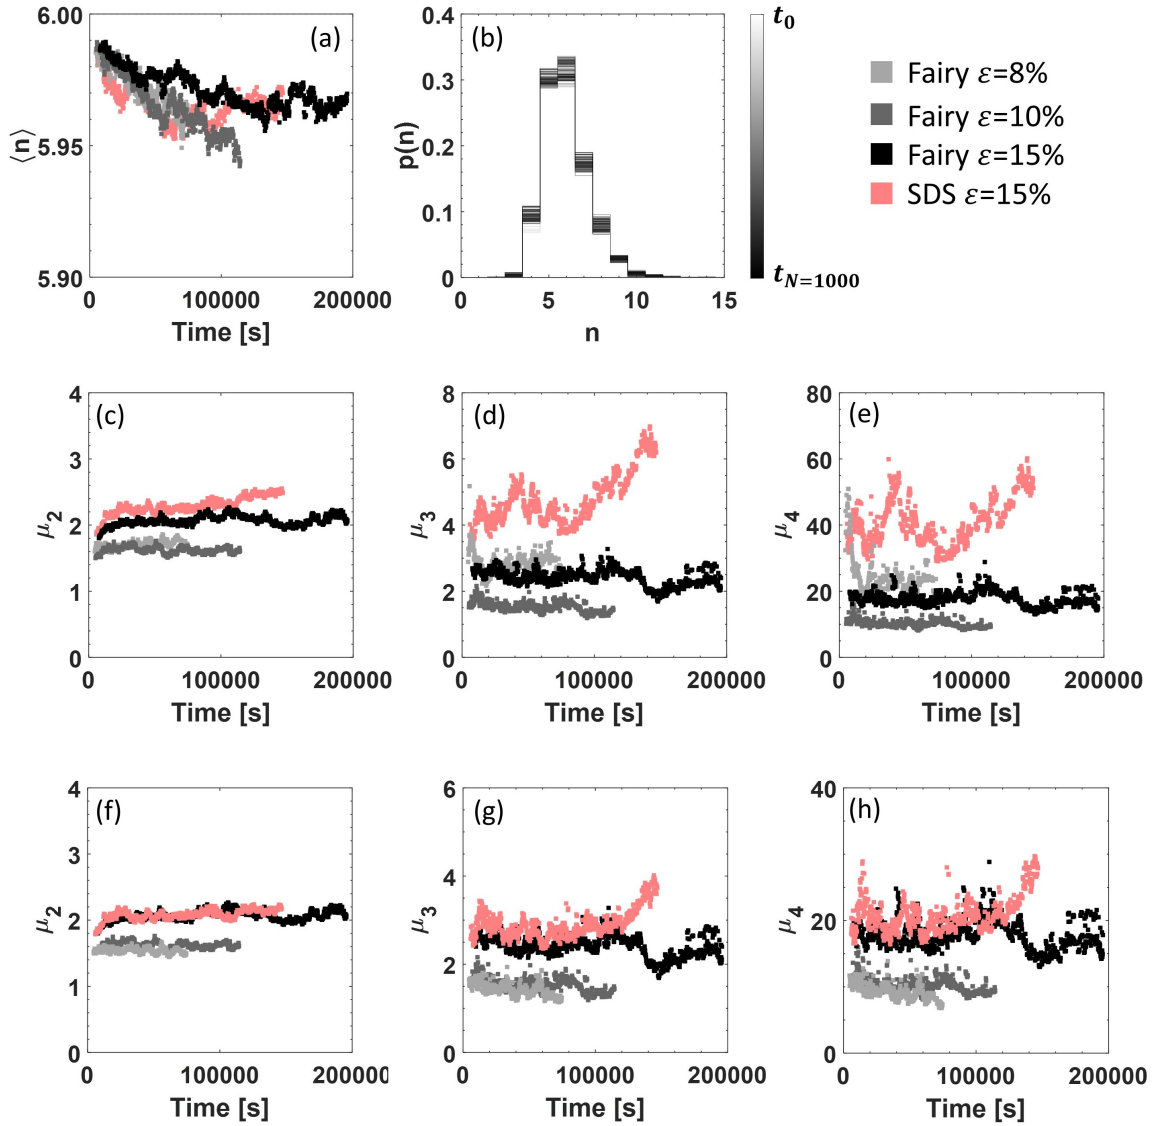 6.00
5.95
5.90
⟨n⟩
(a)
0
100000
200000
Time [s]
0.4
0.3
0.2
0.1
0
p(n)
(b)
0
5
10
15
n
t0
tN=1000
Fairy ε=8%
Fairy ε=10%
Fairy ε=15%
SDS ε=15%
4
3
2
1
0
μ2
(c)
0
100000
200000
Time [s]
8
6
4
2
0
μ3
(d)
0
100000
200000
Time [s]
80
60
40
20
0
μ4
(e)
0
100000
200000
Time [s]
4
3
2
1
0
μ2
(f)
0
100000
200000
Time [s]
6
4
2
0
μ3
(g)
0
100000
200000
Time [s]
40
30
20
10
0
μ4
(h)
0
100000
200000
Time [s]